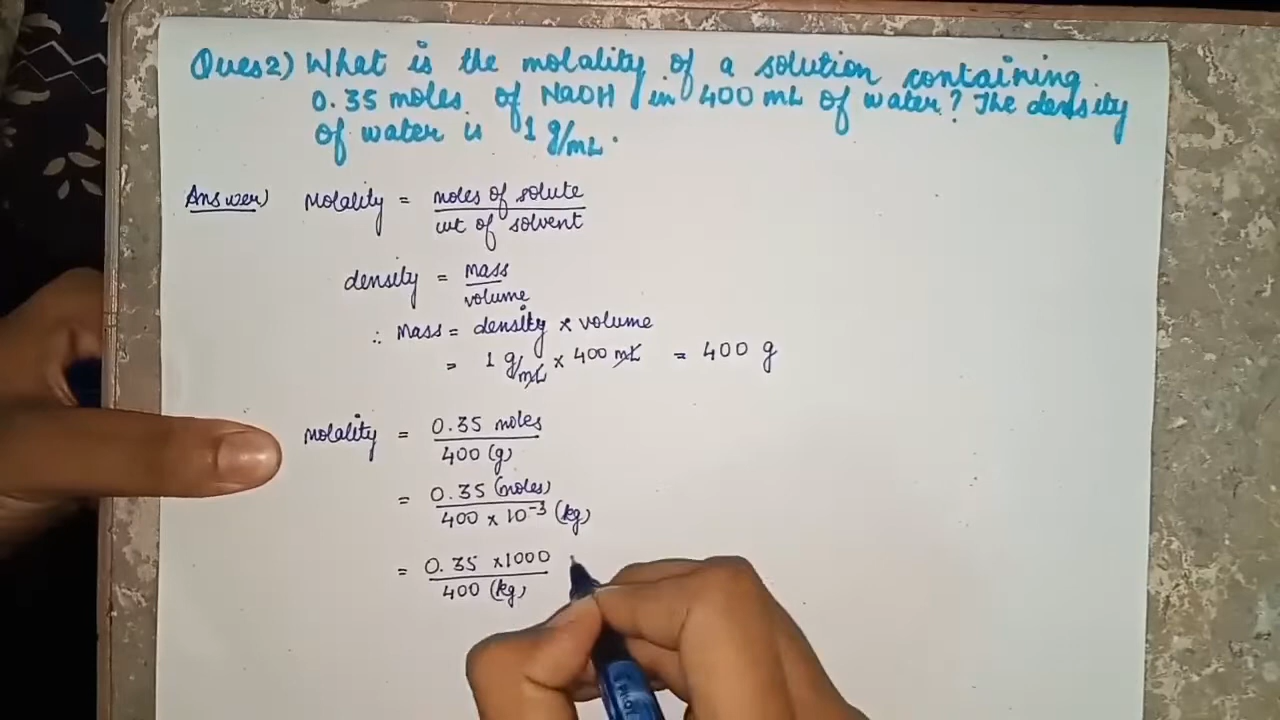 Ques2) What is the molality of a solution containing
0.35 moles of NaOH in 400 mL of water? The density
of water is 1 g/mL.
Answer) Molality = moles of solute / wt of solvent
density = mass / volume
∴ Mass = density × volume
= 1 g/mL × 400 mL = 400 g
Molality = 0.35 moles / 400 (g)
= 0.35 (moles) / 400 × 10⁻³ (kg)
= 0.35 ×1000 / 400 (kg)